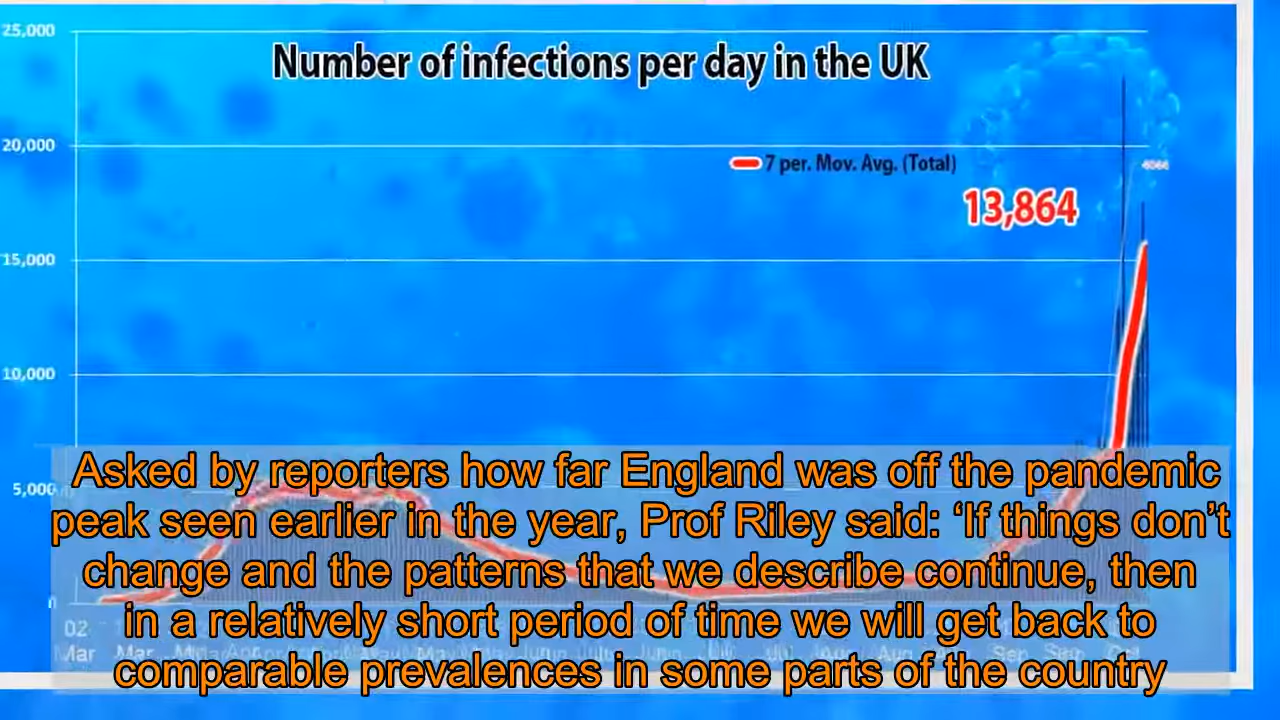 25,000
Number of infections per day in the UK
20,000
7 per. Mov. Avg. (Total)
13,864
15,000
10,000
5,000
Asked by reporters how far England was off the pandemic
peak seen earlier in the year, Prof Riley said: ‘If things don’t
change and the patterns that we describe continue, then
0
in a relatively short period of time we will get back to
02
Mar Mar
comparable prevalences in some parts of the country